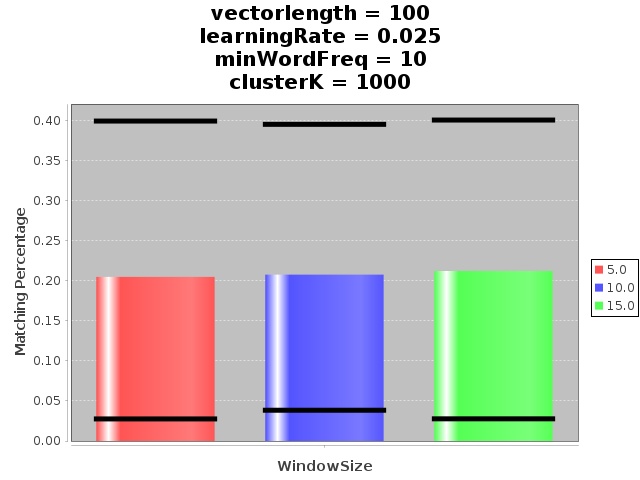 vectorlength = 100
learningRate = 0.025
minWordFreq = 10
clusterK = 1000
Matching Percentage
0.40
0.35
0.30
0.25
0.20
0.15
0.10
0.05
0.00
WindowSize
5.0
10.0
15.0